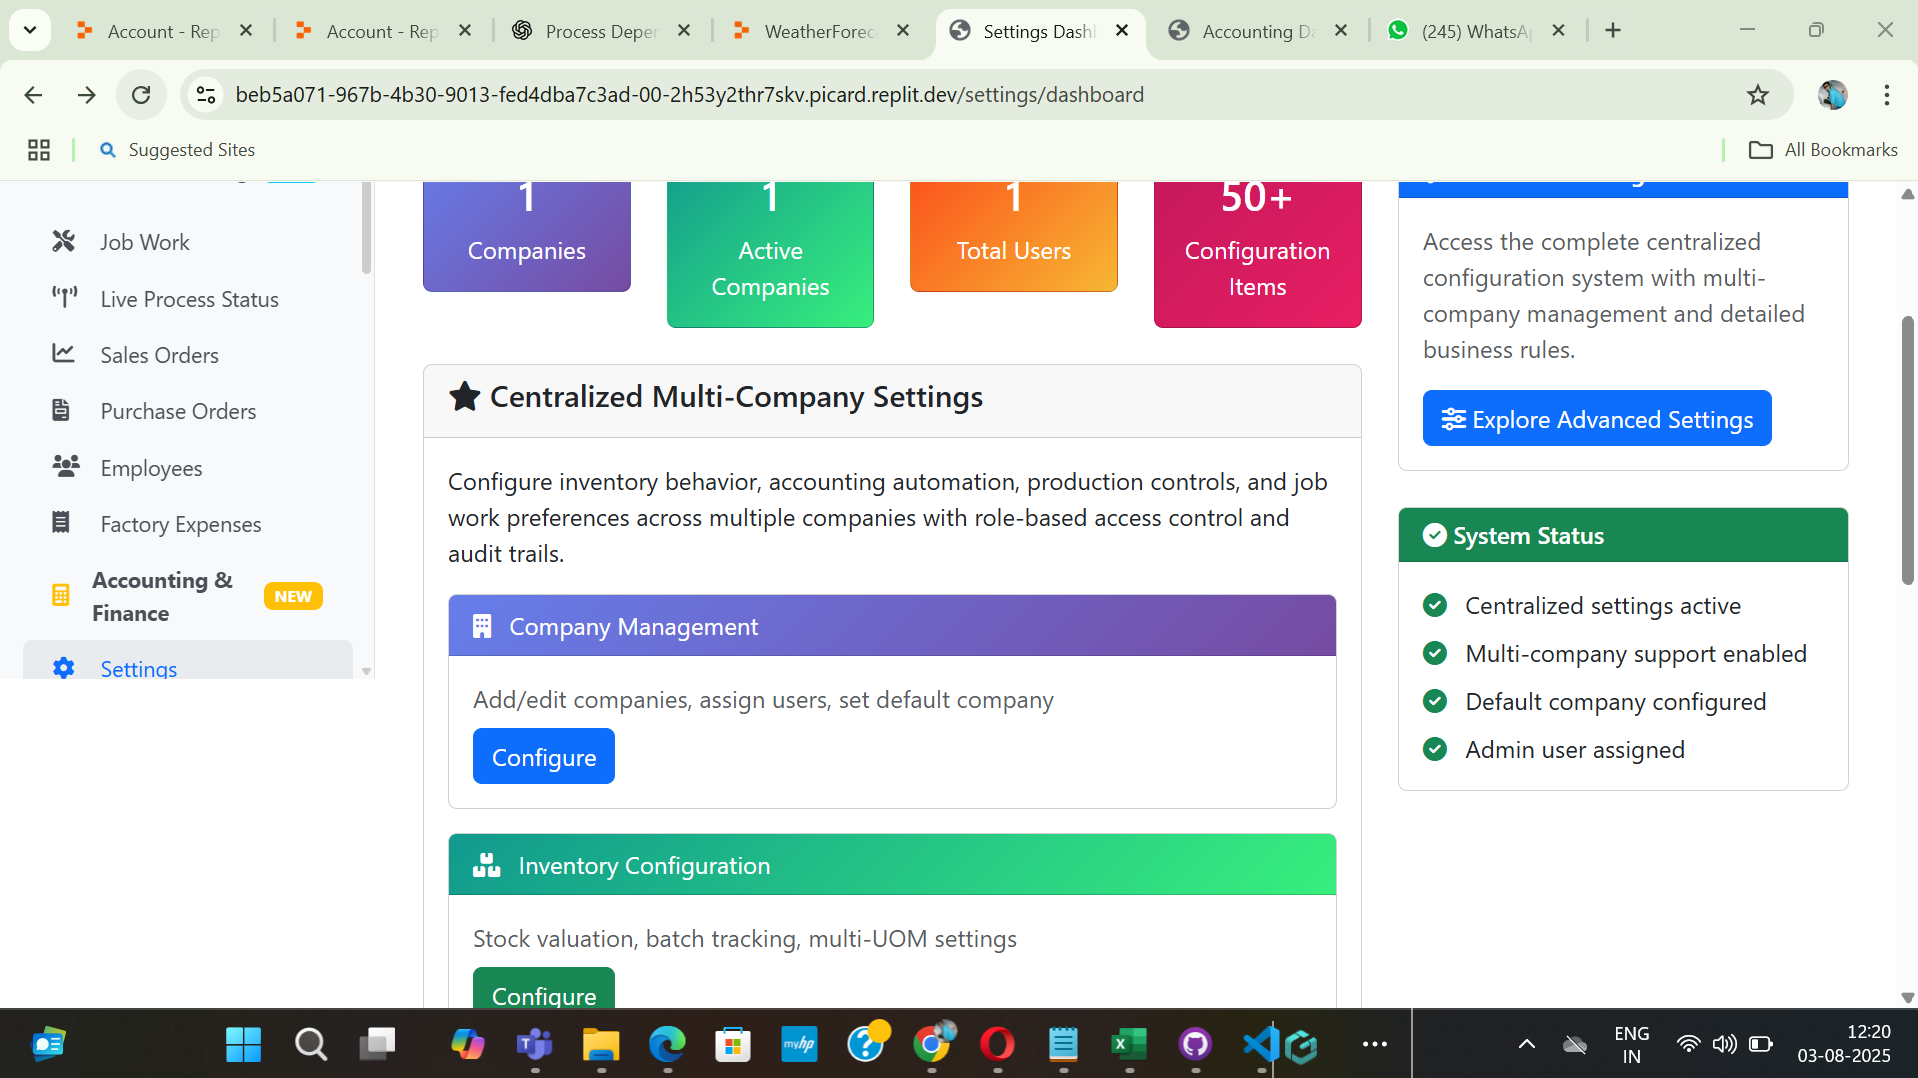 Account - Rep
Account - Rep
Process Deper
WeatherForec
Settings Dash
Accounting Da
(245) WhatsA
beb5a071-967b-4b30-9013-fed4dba7c3ad-00-2h53y2thr7skv.picard.replit.dev/settings/dashboard
Suggested Sites
All Bookmarks
Job Work
Live Process Status
Sales Orders
Purchase Orders
Employees
Factory Expenses
Accounting &
Finance
NEW
Settings
1
Companies
1
Active
Companies
1
Total Users
50+
Configuration
Items
Centralized Multi-Company Settings
Configure inventory behavior, accounting automation, production controls, and job
work preferences across multiple companies with role-based access control and
audit trails.
Company Management
Add/edit companies, assign users, set default company
Configure
Inventory Configuration
Stock valuation, batch tracking, multi-UOM settings
Configure
Access the complete centralized
configuration system with multi-
company management and detailed
business rules.
Explore Advanced Settings
System Status
Centralized settings active
Multi-company support enabled
Default company configured
Admin user assigned
myhp
ENG
IN
12:20
03-08-2025